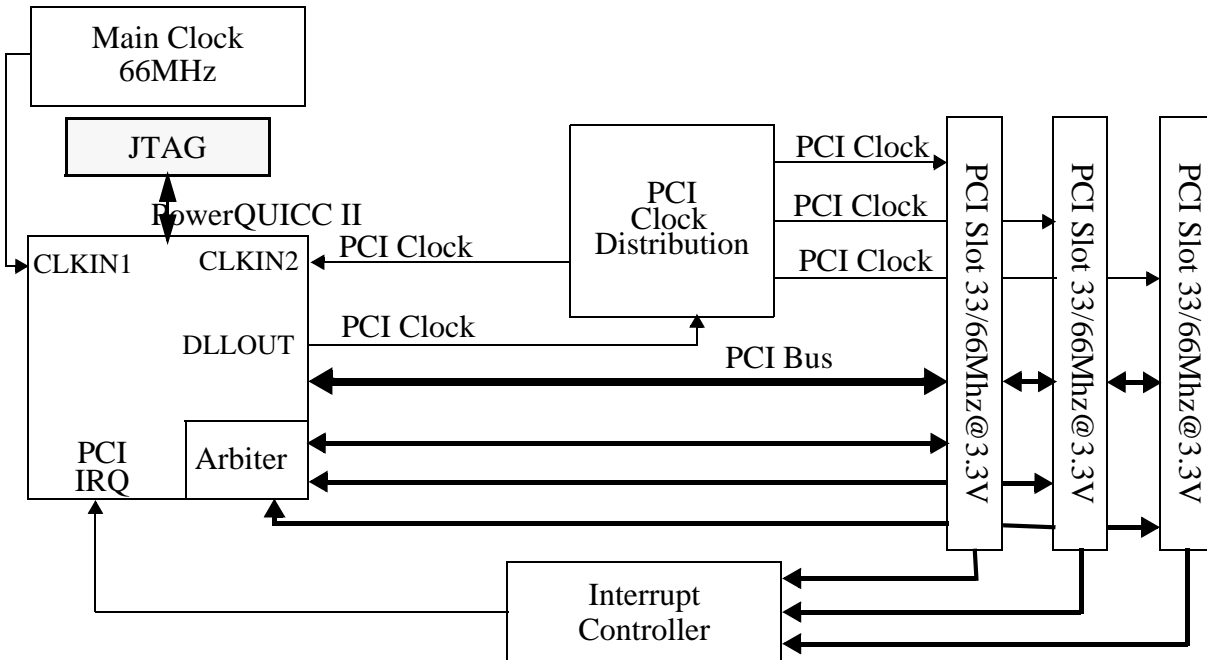 Main Clock
66MHz
JTAG
PowerQUICC II
CLKIN1
CLKIN2
PCI Clock
DLLOUT
PCI Clock
PCI
Clock
Distribution
PCI Clock
PCI Clock
PCI Clock
PCI Bus
PCI
IRQ
Arbiter
PCI Slot 33/66Mhz@3.3V
PCI Slot 33/66Mhz@3.3V
PCI Slot 33/66Mhz@3.3V
Interrupt
Controller